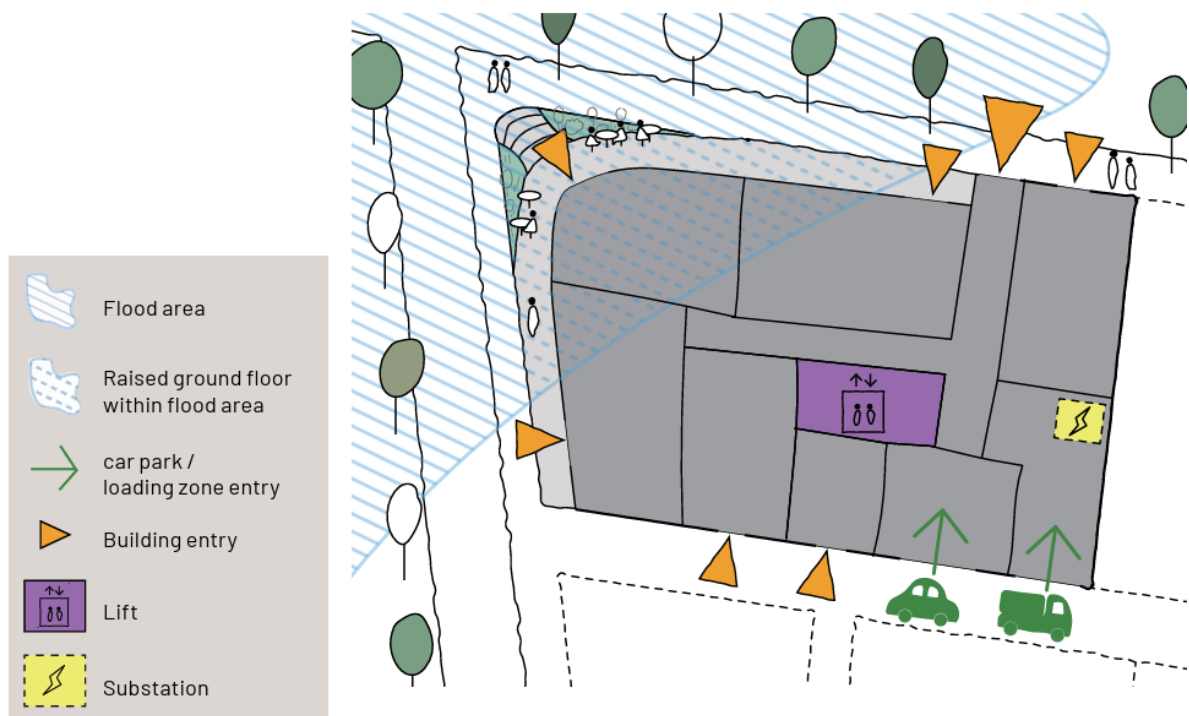 Flood area
Raised ground floor
within flood area
car park /
loading zone entry
Building entry
Lift
Substation